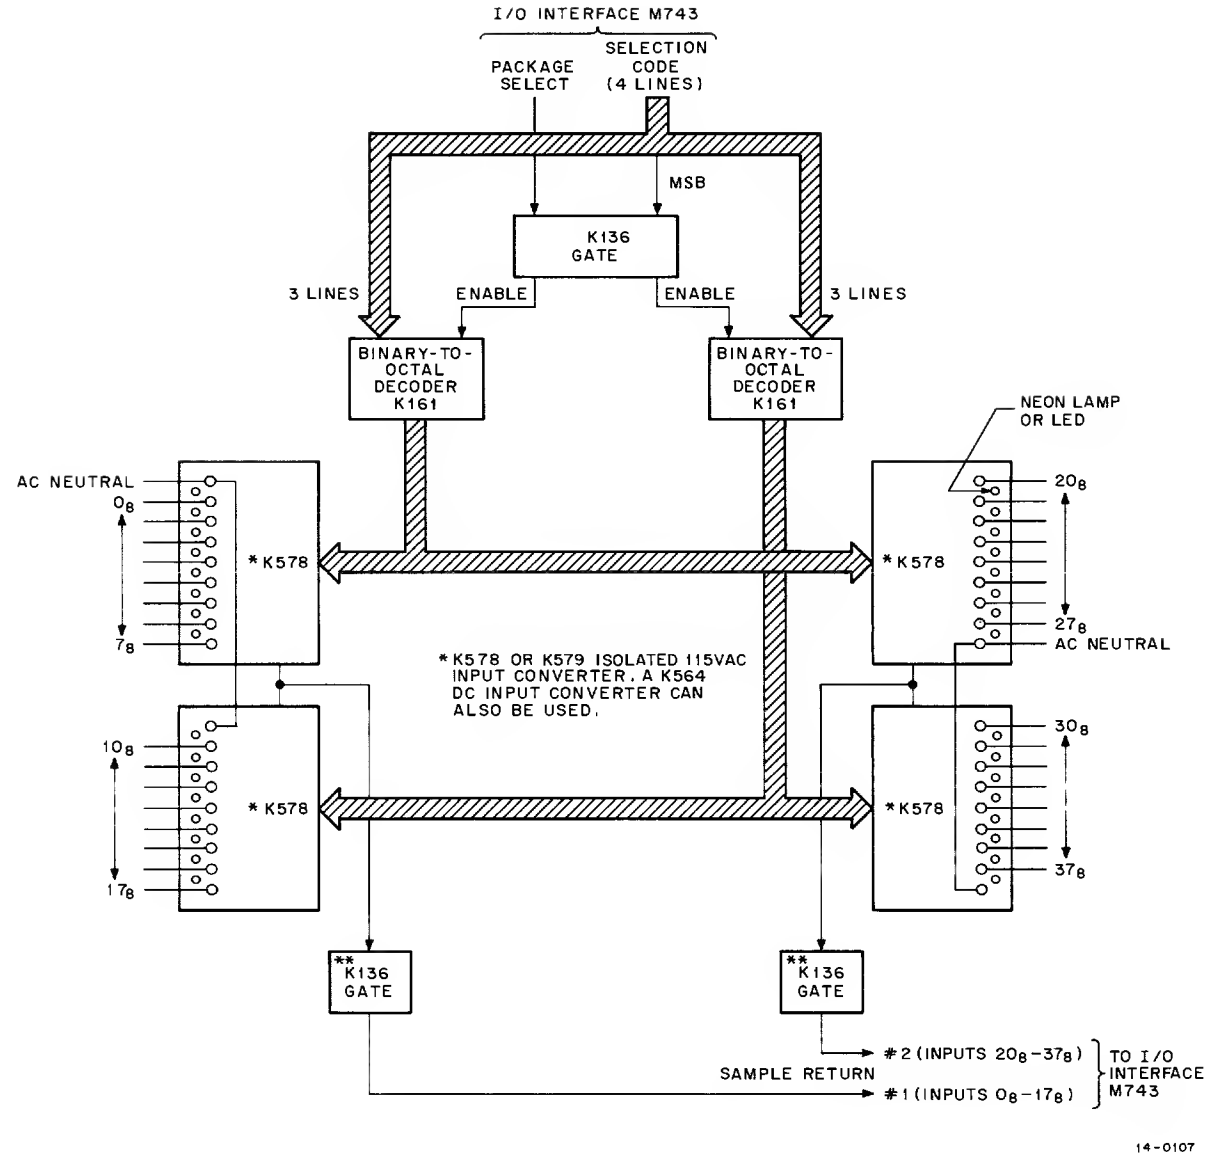 I/O INTERFACE M743
PACKAGE
SELECT
SELECTION
CODE
(4 LINES)
MSB
K136
GATE
3 LINES
ENABLE
ENABLE
3 LINES
BINARY-TO-
OCTAL
DECODER
K161
BINARY-TO-
OCTAL
DECODER
K161
NEON LAMP
OR LED
AC NEUTRAL
0₈
7₈
*K578
*K578
20₈
27₈
AC NEUTRAL
*K578 OR K579 ISOLATED 115VAC
INPUT CONVERTER. A K564
DC INPUT CONVERTER CAN
ALSO BE USED.
10₈
17₈
*K578
*K578
30₈
37₈
**
K136
GATE
**
K136
GATE
#2 (INPUTS 20₈-37₈)
SAMPLE RETURN
#1 (INPUTS 0₈-17₈)
TO I/O
INTERFACE
M743
14-0107